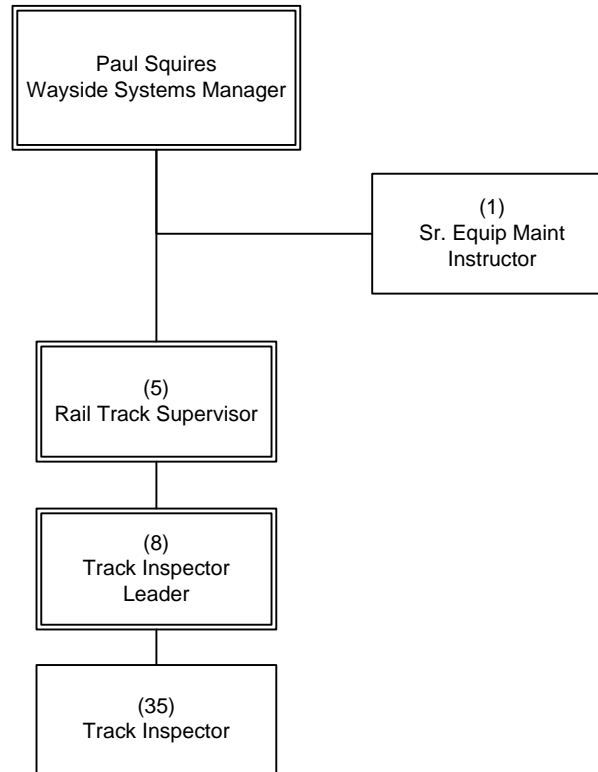 Paul Squires
Wayside Systems Manager
(1)
Sr. Equip Maint
Instructor
(5)
Rail Track Supervisor
(8)
Track Inspector
Leader
(35)
Track Inspector